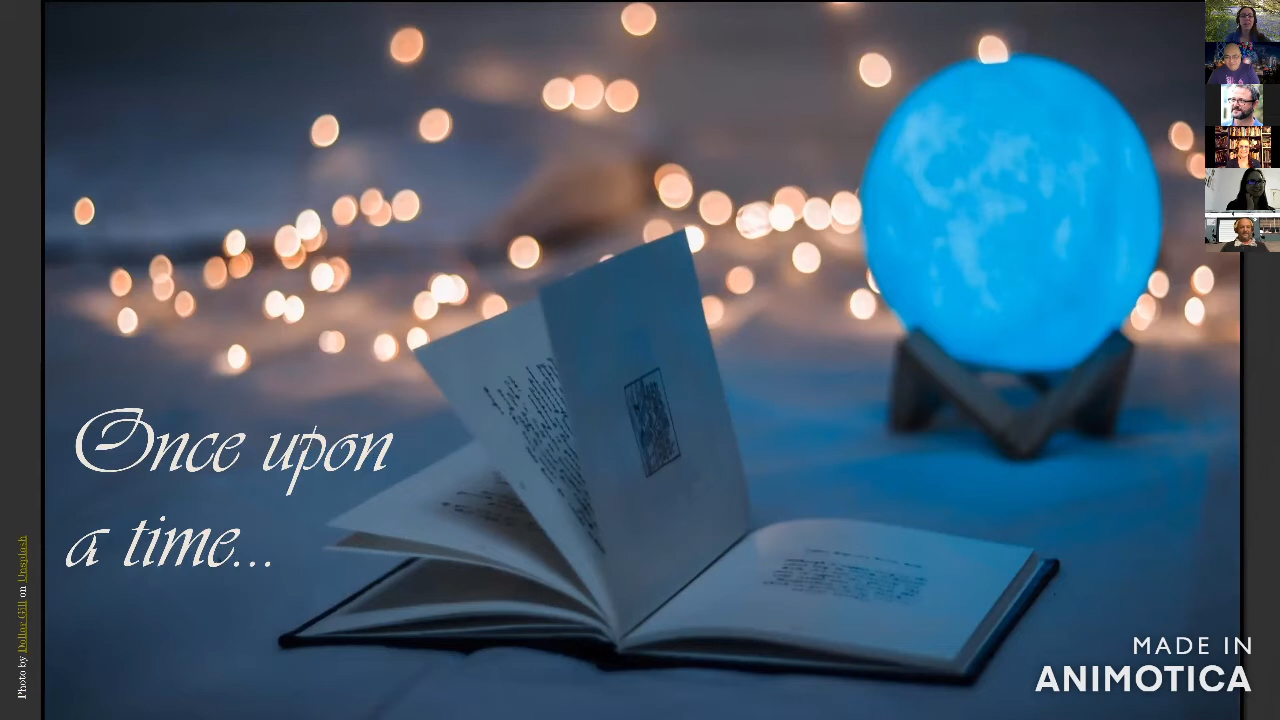 Once upon
a time...
Photo by Dollar Gill on Unsplash
MADE IN
ANIMOTICA